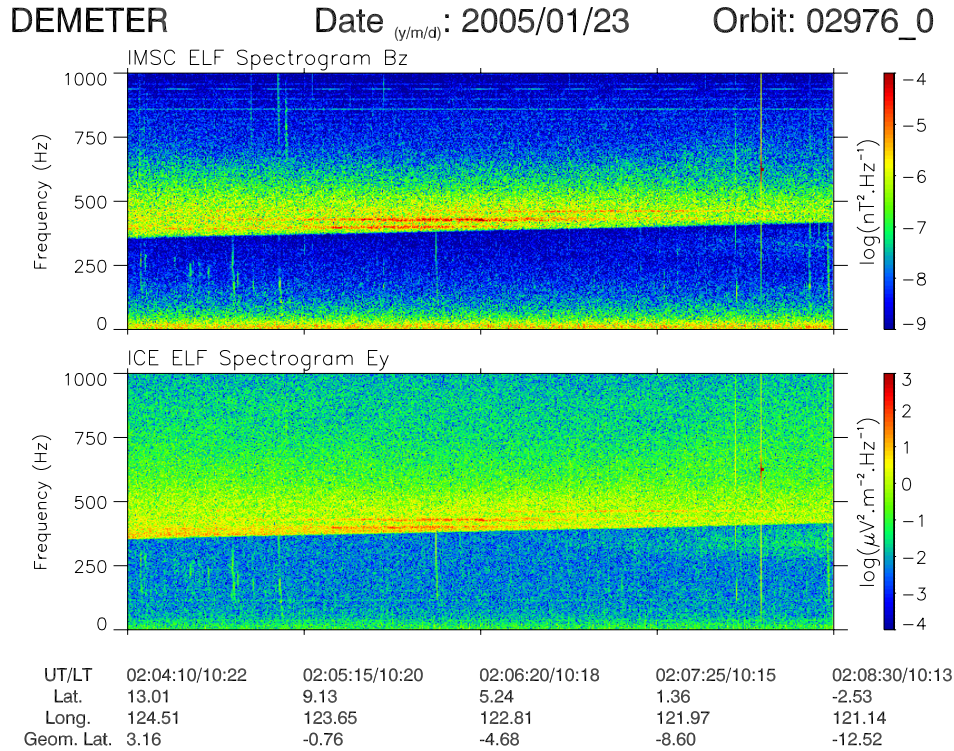 DEMETER Date (y/m/d): 2005/01/23 Orbit: 02976_0
IMSC ELF Spectrogram Bz
1000
750
500
250
0
Frequency (Hz)
-4
-5
-6
-7
-8
-9
log(nT².Hz⁻¹)
ICE ELF Spectrogram Ey
1000
750
500
250
0
Frequency (Hz)
3
2
1
0
-1
-2
-3
-4
log(μV².m⁻².Hz⁻¹)
UT/LT 02:04:10/10:22 02:05:15/10:20 02:06:20/10:18 02:07:25/10:15 02:08:30/10:13
Lat. 13.01 9.13 5.24 1.36 -2.53
Long. 124.51 123.65 122.81 121.97 121.14
Geom. Lat. 3.16 -0.76 -4.68 -8.60 -12.52